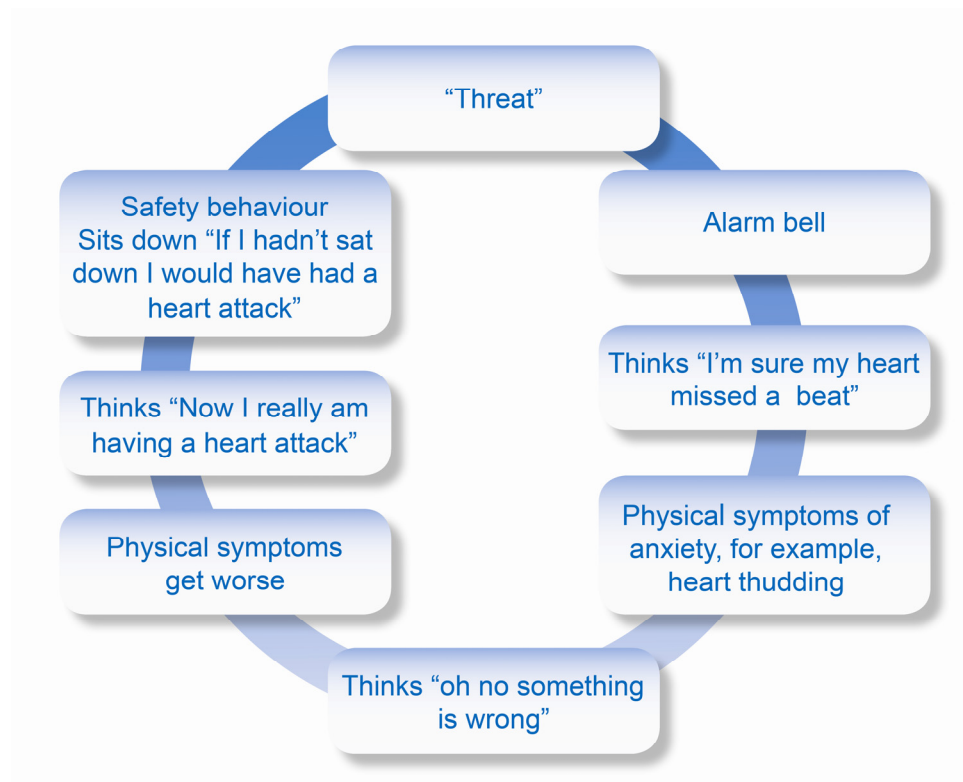 “Threat”
Alarm bell
Thinks “I’m sure my heart
missed a beat”
Physical symptoms of
anxiety, for example,
heart thudding
Thinks “oh no something
is wrong”
Physical symptoms
get worse
Thinks “Now I really am
having a heart attack”
Safety behaviour
Sits down “If I hadn’t sat
down I would have had a
heart attack”